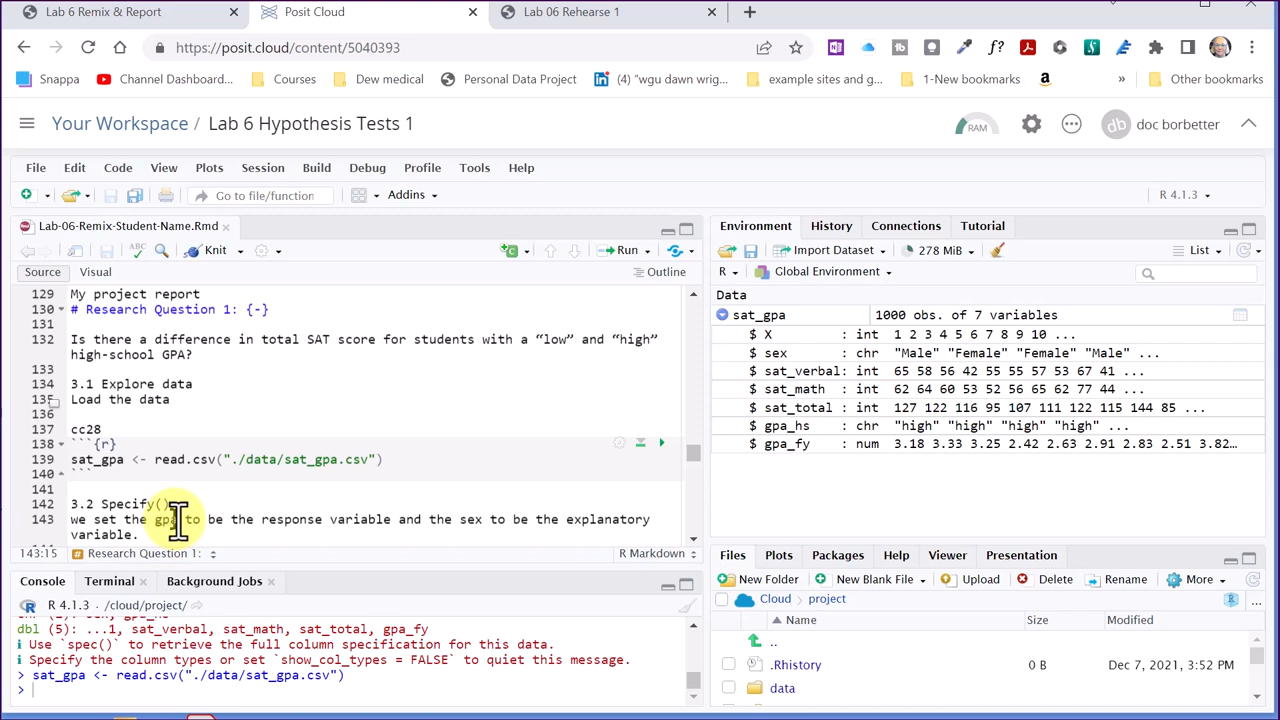 Lab 6 Remix & Report
Posit Cloud
Lab 06 Rehearse 1
https://posit.cloud/content/5040393
f?
Snappa
Channel Dashboard...
Courses
Dew medical
Personal Data Project
(4) "wgu dawn wrig...
example sites and g...
1-New bookmarks
»
Other bookmarks
Your Workspace / Lab 6 Hypothesis Tests 1
RAM
db
doc borbetter
File Edit Code View Plots Session Build Debug Profile Tools Help
Go to file/function
Addins
R 4.1.3
Lab-06-Remix-Student-Name.Rmd
ABC
Knit
Run
Source
Visual
Outline
129 My project report
130 # Research Question 1: {-}
131
132 Is there a difference in total SAT score for students with a “low” and “high”
high-school GPA?
133
134 3.1 Explore data
135 Load the data
136
137 cc28
138 ```{r}
139 sat_gpa <- read.csv("./data/sat_gpa.csv")
140 ```
141
142 3.2 Specify()
143 we set the gpa to be the response variable and the sex to be the explanatory
variable.
143:15
Research Question 1:
R Markdown
Console
Terminal
Background Jobs
R 4.1.3 · /cloud/project/
dbl (5): ...1, sat_verbal, sat_math, sat_total, gpa_fy
ℹ Use `spec()` to retrieve the full column specification for this data.
ℹ Specify the column types or set `show_col_types = FALSE` to quiet this message.
> sat_gpa <- read.csv("./data/sat_gpa.csv")
>
Environment
History
Connections
Tutorial
Import Dataset
278 MiB
List
R
Global Environment
Data
sat_gpa 1000 obs. of 7 variables
$ X : int 1 2 3 4 5 6 7 8 9 10 ...
$ sex : chr "Male" "Female" "Female" "Male" ...
$ sat_verbal: int 65 58 56 42 55 55 57 53 67 41 ...
$ sat_math : int 62 64 60 53 52 56 65 62 77 44 ...
$ sat_total : int 127 122 116 95 107 111 122 115 144 85 ...
$ gpa_hs : chr "high" "high" "high" "high" ...
$ gpa_fy : num 3.18 3.33 3.25 2.42 2.63 2.91 2.83 2.51 3.82...
Files
Plots
Packages
Help
Viewer
Presentation
New Folder
New Blank File
Upload
Delete
Rename
More
Cloud
project
...
Name
Size
Modified
..
.Rhistory
0 B
Dec 7, 2021, 3:52 PM
data